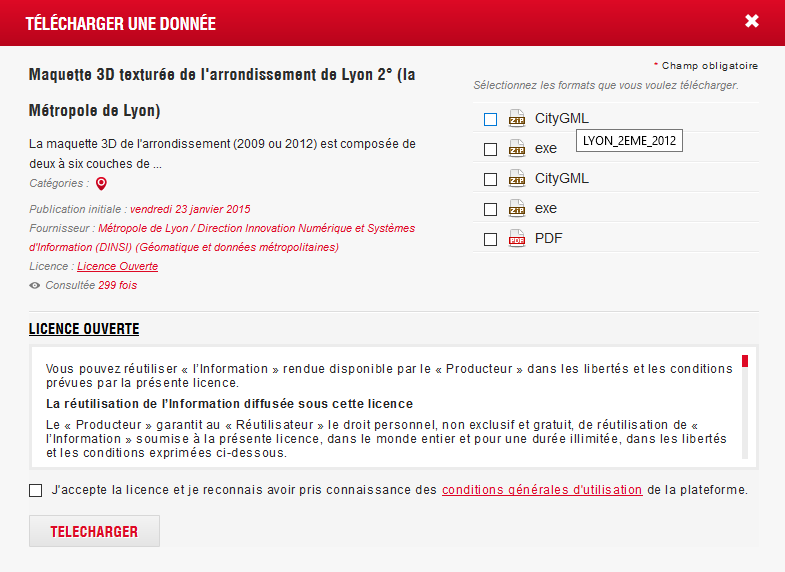 TÉLÉCHARGER UNE DONNÉE
Maquette 3D texturée de l'arrondissement de Lyon 2° (la
Métropole de Lyon)
La maquette 3D de l'arrondissement (2009 ou 2012) est composée de
deux à six couches de ...
Catégories :
Publication initiale : vendredi 23 janvier 2015
Fournisseur : Métropole de Lyon / Direction Innovation Numérique et Systèmes
d'Information (DINSI) (Géomatique et données métropolitaines)
Licence : Licence Ouverte
Consultée 299 fois
* Champ obligatoire
Sélectionnez les formats que vous voulez télécharger.
ZIP CityGML
LYON_2EME_2012
ZIP exe
ZIP CityGML
ZIP exe
PDF PDF
LICENCE OUVERTE
Vous pouvez réutiliser « l'Information » rendue disponible par le « Producteur » dans les libertés et les conditions
prévues par la présente licence.
La réutilisation de l'Information diffusée sous cette licence
Le « Producteur » garantit au « Réutilisateur » le droit personnel, non exclusif et gratuit, de réutilisation de «
l'Information » soumise à la présente licence, dans le monde entier et pour une durée illimitée, dans les libertés
et les conditions exprimées ci-dessous.
J'accepte la licence et je reconnais avoir pris connaissance des conditions générales d'utilisation de la plateforme.
TELECHARGER